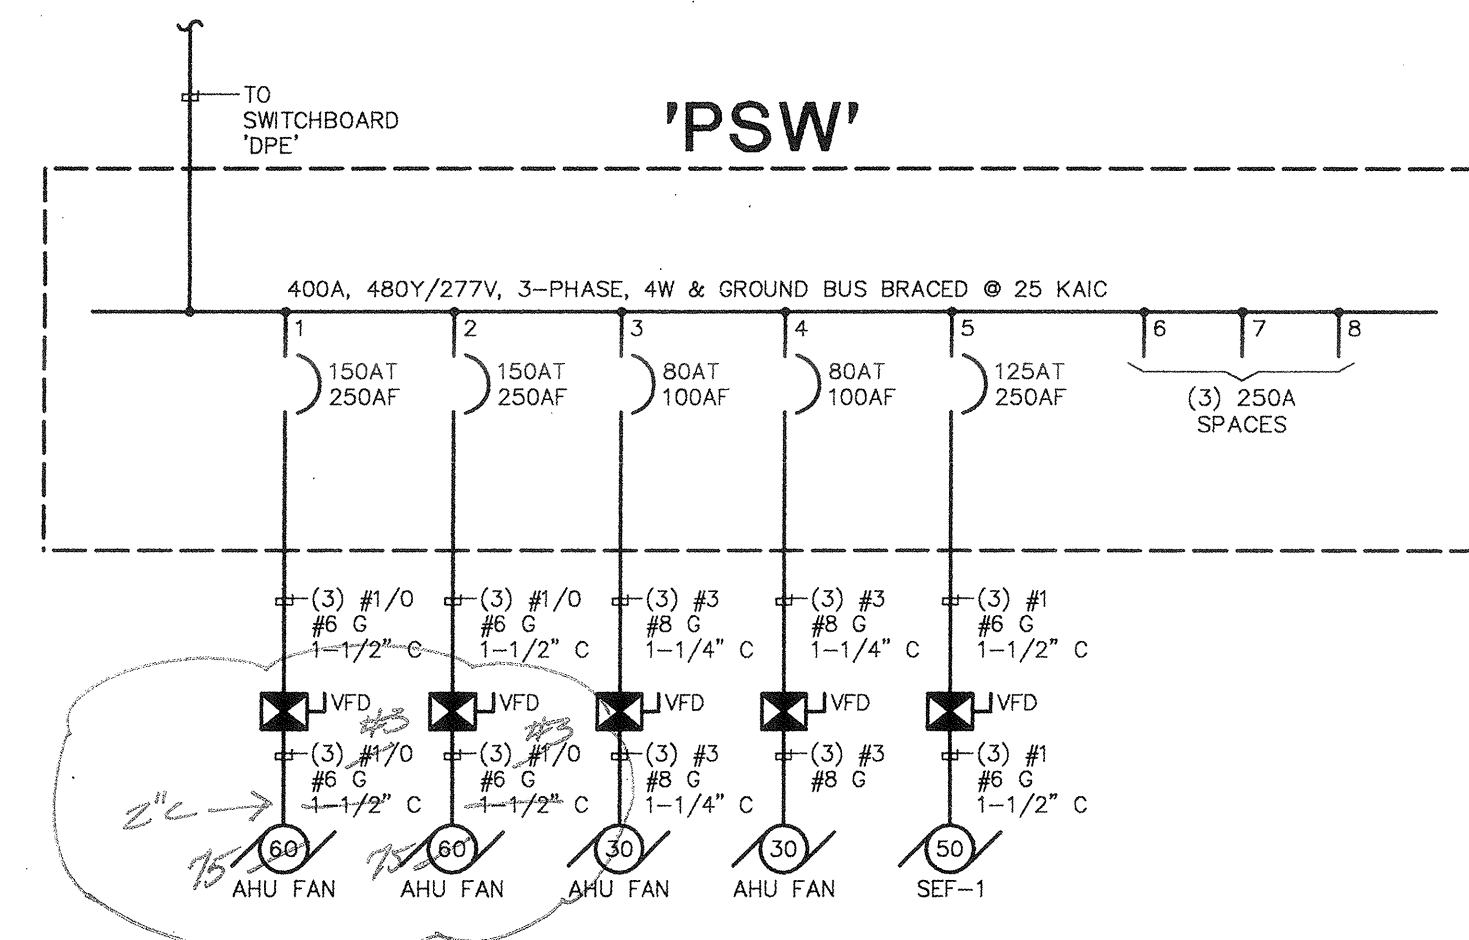 TO
SWITCHBOARD
'DPE'
'PSW'
400A, 480Y/277V, 3-PHASE, 4W & GROUND BUS BRACED @ 25 KAIC
1
2
3
4
5
6
7
8
150AT
250AF
150AT
250AF
80AT
100AF
80AT
100AF
125AT
250AF
(3) 250A
SPACES
(3) #1/0
#6 G
1-1/2" C
(3) #1/0
#6 G
1-1/2" C
(3) #3
#8 G
1-1/4" C
(3) #3
#8 G
1-1/4" C
(3) #1
#6 G
1-1/2" C
VFD
VFD
VFD
VFD
VFD
#3
(3) #1/0
#6 G
1-1/2" C
#3
(3) #1/0
#6 G
1-1/2" C
(3) #3
#8 G
1-1/4" C
(3) #3
#8 G
(3) #1
#6 G
1-1/2" C
2"C
75
60
AHU FAN
75
60
AHU FAN
30
AHU FAN
30
AHU FAN
50
SEF-1